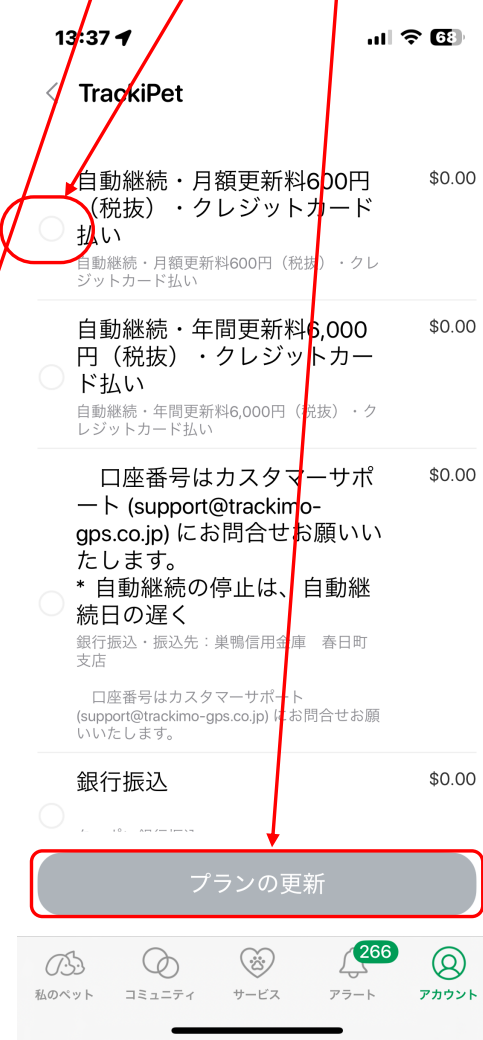 13:37
68
TrackiPet
自動継続・月額更新料600円
（税抜）・クレジットカード
払い
$0.00
自動継続・月額更新料600円（税抜）・クレ
ジットカード払い
自動継続・年間更新料6,000
円（税抜）・クレジットカー
ド払い
$0.00
自動継続・年間更新料6,000円（税抜）・ク
レジットカード払い
口座番号はカスタマーサポ
ート (support@trackimo-
gps.co.jp) にお問合せお願いい
たします。
* 自動継続の停止は、自動継
続日の遅く
$0.00
銀行振込・振込先：巣鴨信用金庫　春日町
支店
口座番号はカスタマーサポート
(support@trackimo-gps.co.jp) にお問合せお願
いいたします。
銀行振込
$0.00
プランの更新
266
私のペット
コミュニティ
サービス
アラート
アカウント